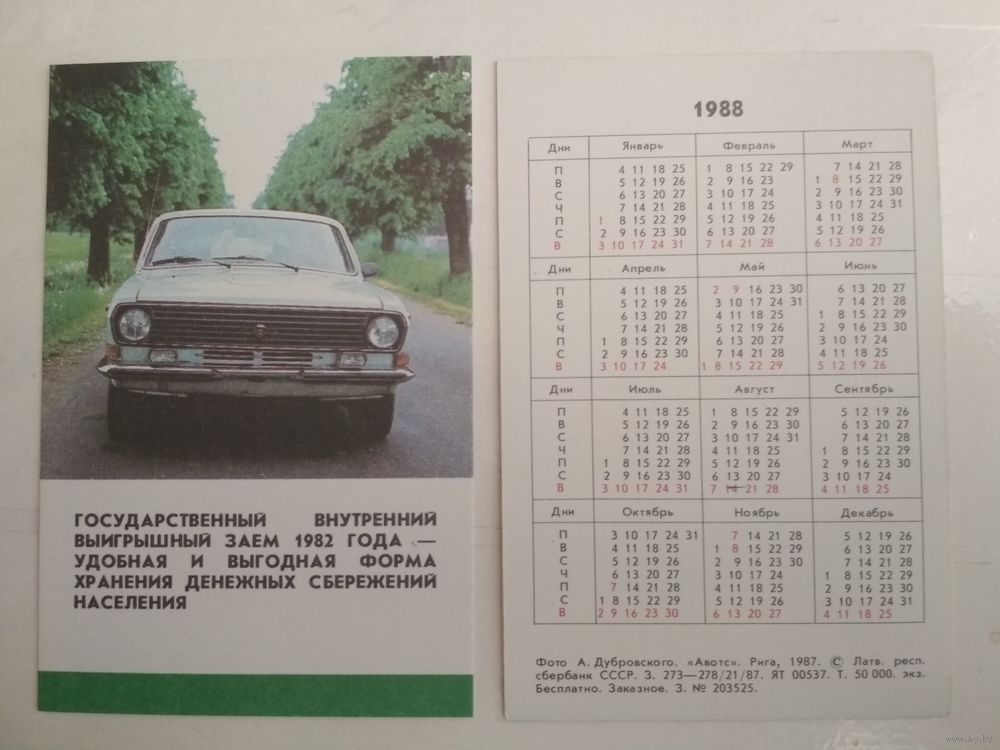 ГОСУДАРСТВЕННЫЙ ВНУТРЕННИЙ
ВЫИГРЫШНЫЙ ЗАЕМ 1982 ГОДА —
УДОБНАЯ И ВЫГОДНАЯ ФОРМА
ХРАНЕНИЯ ДЕНЕЖНЫХ СБЕРЕЖЕНИЙ
НАСЕЛЕНИЯ
1988
Дни Январь Февраль Март
П 4 11 18 25 1 8 15 22 29 7 14 21 28
В 5 12 19 26 2 9 16 23 1 8 15 22 29
С 6 13 20 27 3 10 17 24 2 9 16 23 30
Ч 7 14 21 28 4 11 18 25 3 10 17 24 31
П 1 8 15 22 29 5 12 19 26 4 11 18 25
С 2 9 16 23 30 6 13 20 27 5 12 19 26
В 3 10 17 24 31 7 14 21 28 6 13 20 27
Дни Апрель Май Июнь
П 4 11 18 25 2 9 16 23 30 6 13 20 27
В 5 12 19 26 3 10 17 24 31 7 14 21 28
С 6 13 20 27 4 11 18 25 1 8 15 22 29
Ч 7 14 21 28 5 12 19 26 2 9 16 23 30
П 1 8 15 22 29 6 13 20 27 3 10 17 24
С 2 9 16 23 30 7 14 21 28 4 11 18 25
В 3 10 17 24 1 8 15 22 29 5 12 19 26
Дни Июль Август Сентябрь
П 4 11 18 25 1 8 15 22 29 5 12 19 26
В 5 12 19 26 2 9 16 23 30 6 13 20 27
С 6 13 20 27 3 10 17 24 31 7 14 21 28
Ч 7 14 21 28 4 11 18 25 1 8 15 22 29
П 1 8 15 22 29 5 12 19 26 2 9 16 23 30
С 2 9 16 23 30 6 13 20 27 3 10 17 24
В 3 10 17 24 31 7 14 21 28 4 11 18 25
Дни Октябрь Ноябрь Декабрь
П 3 10 17 24 31 7 14 21 28 5 12 19 26
В 4 11 18 25 1 8 15 22 29 6 13 20 27
С 5 12 19 26 2 9 16 23 30 7 14 21 28
Ч 6 13 20 27 3 10 17 24 1 8 15 22 29
П 7 14 21 28 4 11 18 25 2 9 16 23 30
С 1 8 15 22 29 5 12 19 26 3 10 17 24 31
В 2 9 16 23 30 6 13 20 27 4 11 18 25
Фото А. Дубровского. «Авотс». Рига, 1987. © Латв. респ.
сбербанк СССР. З. 273—278/21/87. ЯТ 00537. Т. 50 000. экз.
Бесплатно. Заказное. З. № 203525.
www.ay.by